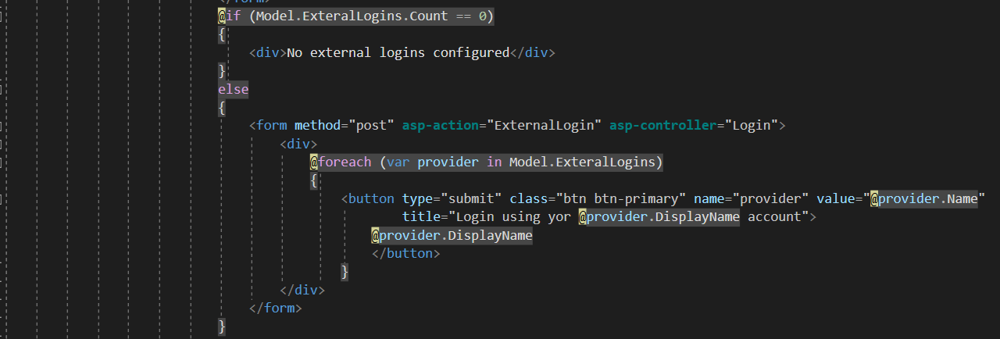 </form>
@if (Model.ExteralLogins.Count == 0)
{
<div>No external logins configured</div>
}
else
{
<form method="post" asp-action="ExternalLogin" asp-controller="Login">
<div>
@foreach (var provider in Model.ExteralLogins)
{
<button type="submit" class="btn btn-primary" name="provider" value="@provider.Name"
title="Login using yor @provider.DisplayName account">
@provider.DisplayName
</button>
}
</div>
</form>
}